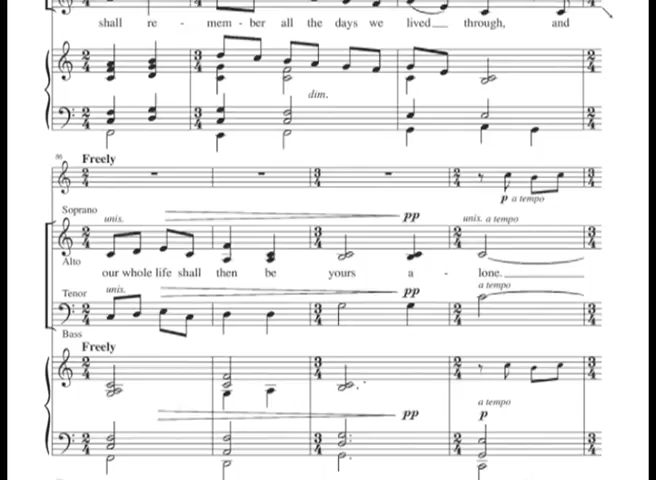 shall re - mem - ber all the days we lived through, and
dim.
86
Freely
p a tempo
Soprano
unis.
pp
unis. a tempo
Alto
our whole life shall then be yours a - lone.
a tempo
Tenor
unis.
pp
Bass
Freely
a tempo
pp
p